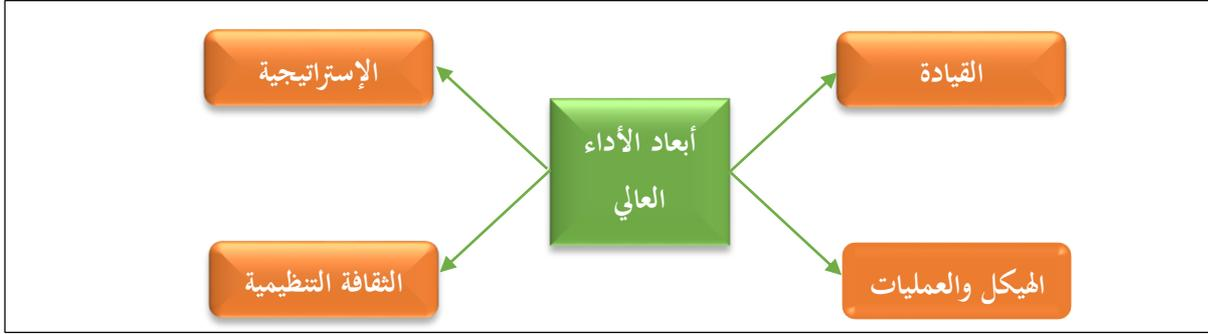 القيادة
الإستراتيجية
أبعاد الأداء
العالي
الهيكل والعمليات
الثقافة التنظيمية